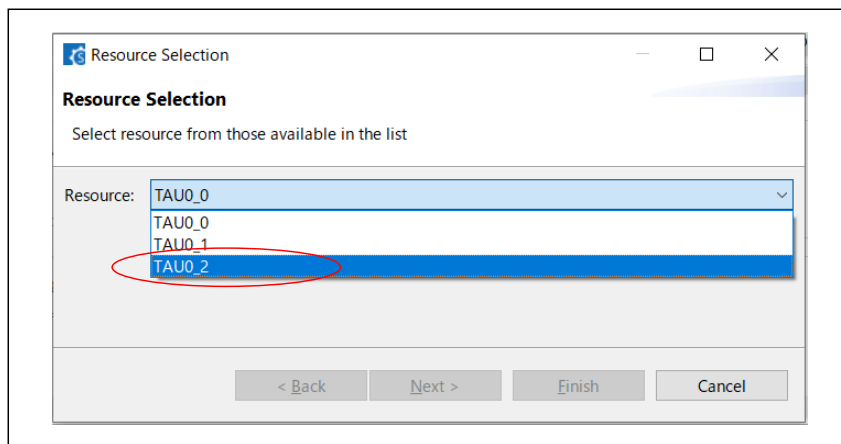 Resource Selection
Resource Selection
Select resource from those available in the list
Resource: TAU0_0
TAU0_0
TAU0_1
TAU0_2
< Back Next > Finish Cancel